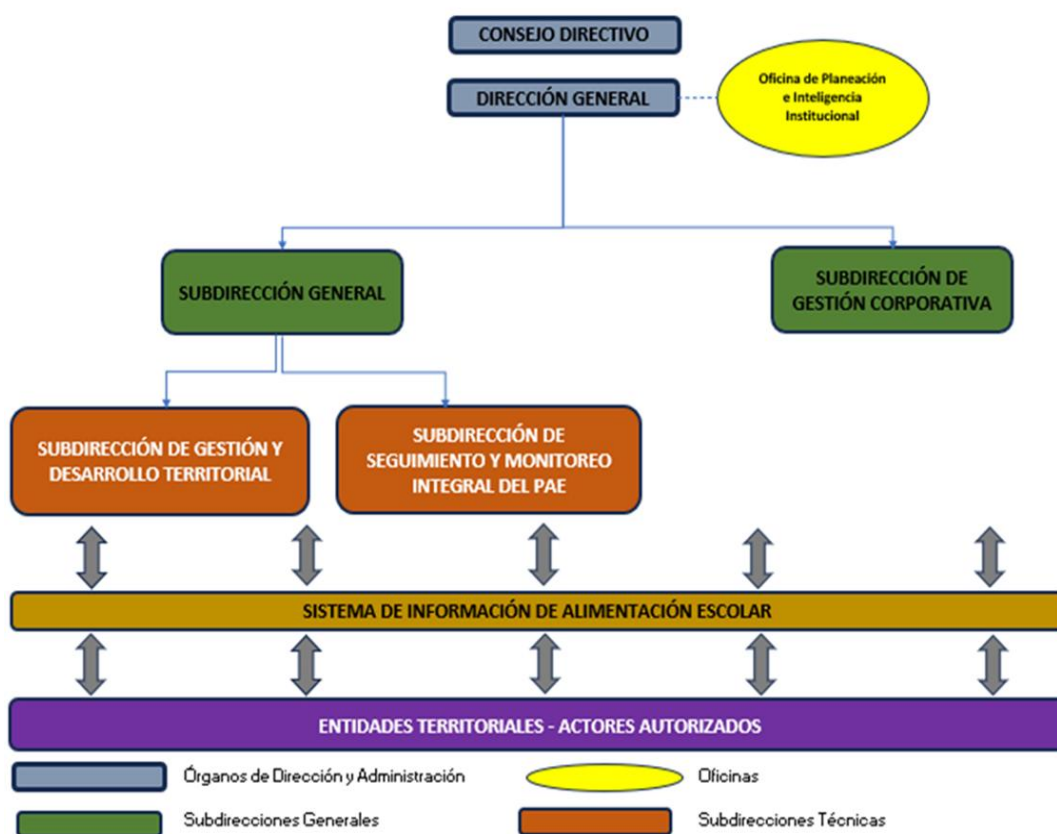 CONSEJO DIRECTIVO
DIRECCIÓN GENERAL
Oficina de Planeación
e Inteligencia
Institucional
SUBDIRECCIÓN GENERAL
SUBDIRECCIÓN DE
GESTIÓN CORPORATIVA
SUBDIRECCIÓN DE GESTIÓN Y
DESARROLLO TERRITORIAL
SUBDIRECCIÓN DE
SEGUIMIENTO Y MONITOREO
INTEGRAL DEL PAE
SISTEMA DE INFORMACIÓN DE ALIMENTACIÓN ESCOLAR
ENTIDADES TERRITORIALES - ACTORES AUTORIZADOS
Órganos de Dirección y Administración
Oficinas
Subdirecciones Generales
Subdirecciones Técnicas